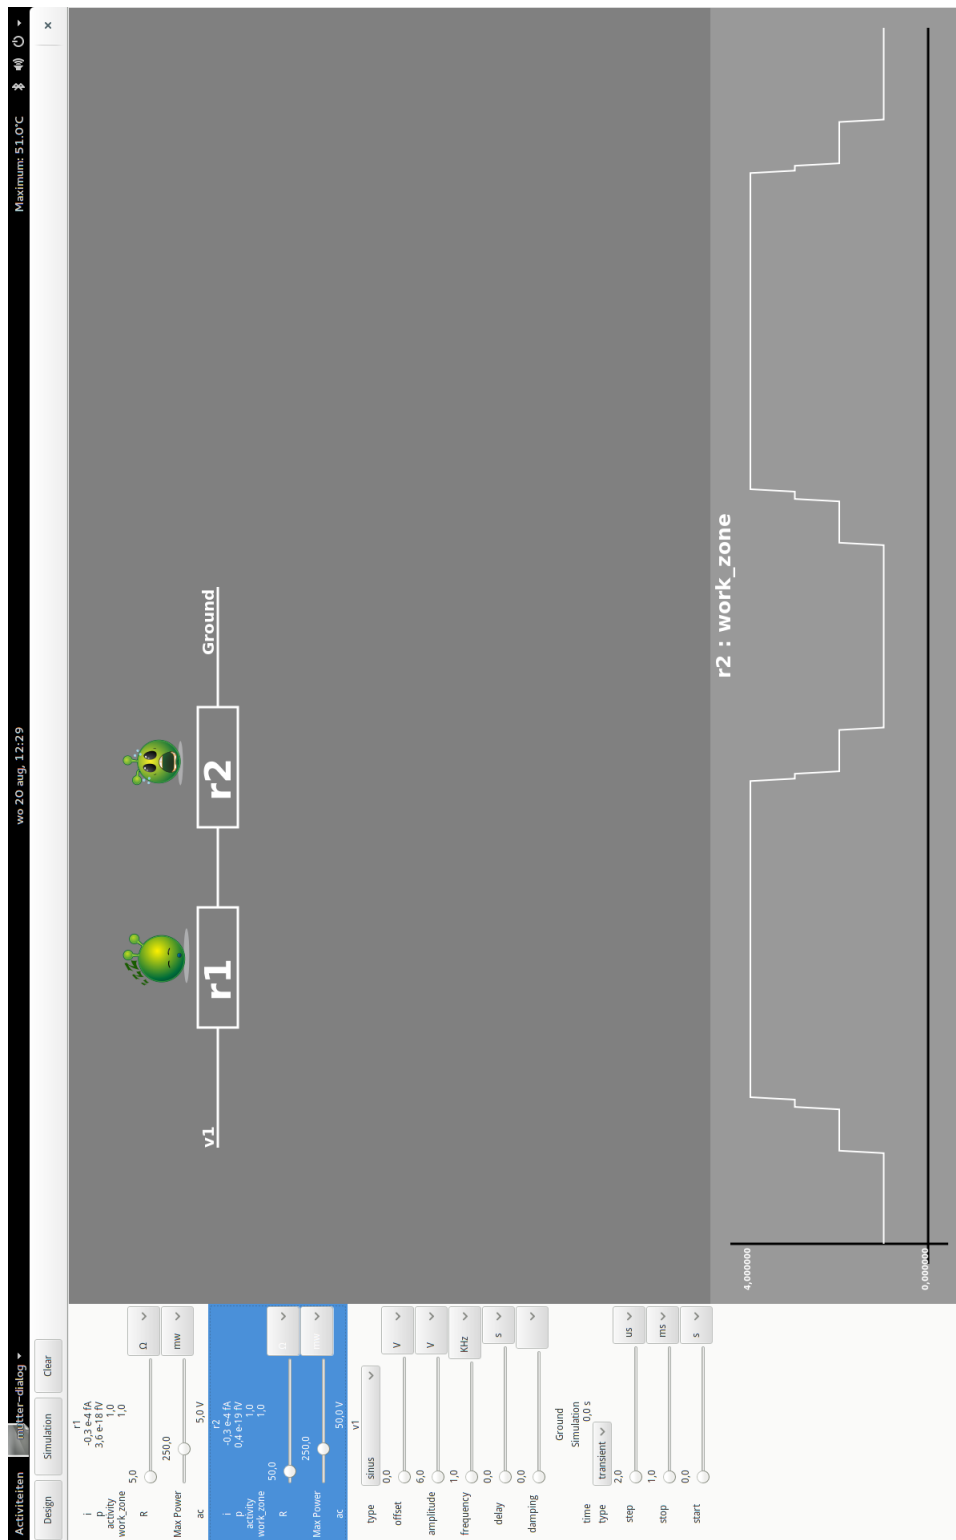 Activiteiten
mutter-dialog
wo 20 aug, 12:29
Maximum: 51.0°C
Design
Simulation
Clear
×
r1
i -0,3 e-4 fA
p 3,6 e-18 fV
activity 1,0
work_zone 1,0
R 5,0 Ω
Max Power 250,0 mw
ac 5,0 V
r2
i -0,3 e-4 fA
p 0,4 e-19 fV
activity 1,0
work_zone 1,0
R 50,0 Ω
Max Power 250,0 mw
ac 50,0 V
v1
type sinus
offset 0,0 V
amplitude 6,0 V
frequency 1,0 KHz
delay 0,0 s
damping 0,0
Ground
Simulation
time 0,0 s
type transient
step 2,0 us
stop 1,0 ms
start 0,0 s
v1
r1
r2
Ground
r2 : work_zone
4,000000
0,000000